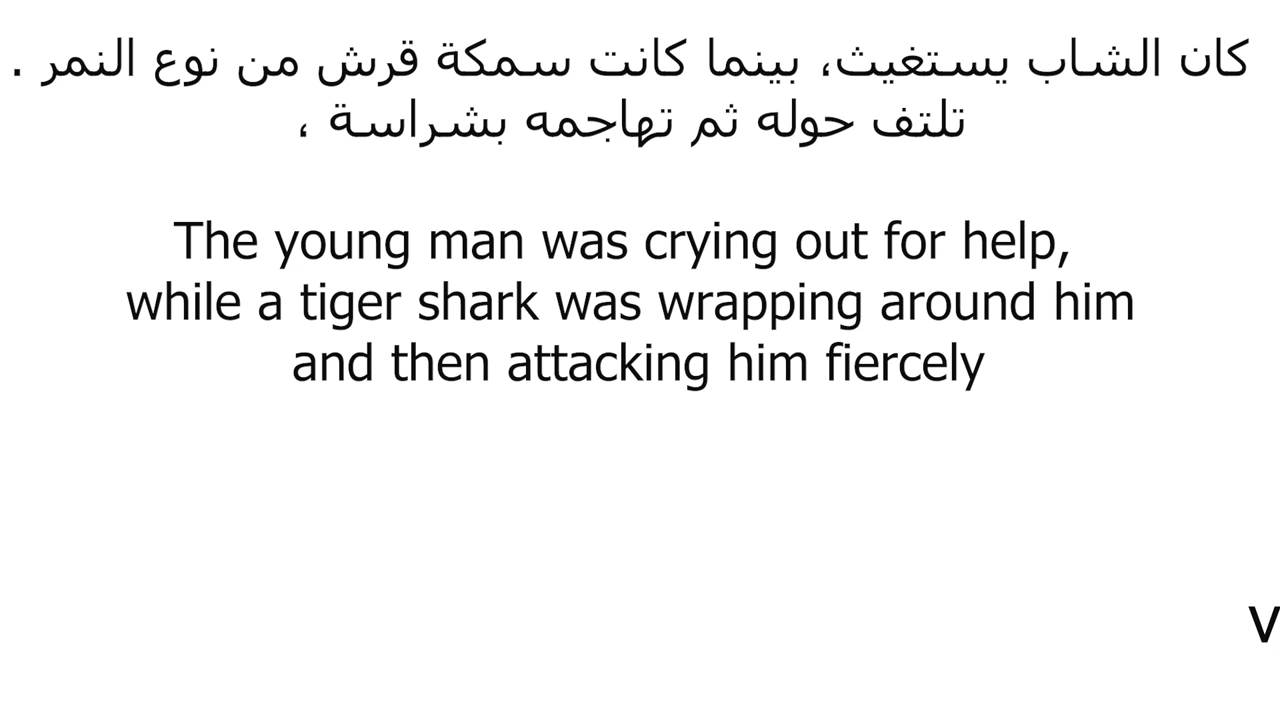 كان الشاب يستغيث، بينما كانت سمكة قرش من نوع النمر .
تلتف حوله ثم تهاجمه بشراسة ،
The young man was crying out for help,
while a tiger shark was wrapping around him
and then attacking him fiercely
V